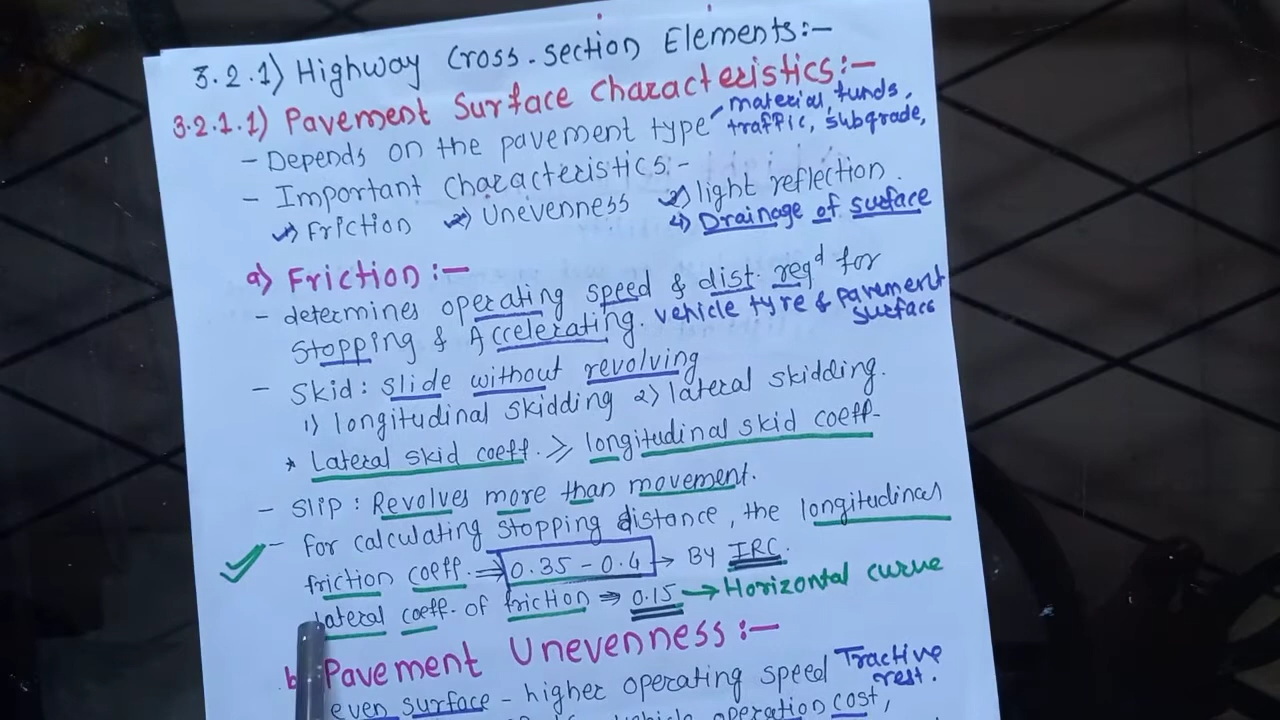 3.2.1) Highway Cross-section Elements:-
3.2.1.1) Pavement Surface Characteristics:-
- Depends on the pavement type material, funds, traffic, subgrade,
- Important characteristics:-
1) Friction 2) Unevenness 3) light reflection.
4) Drainage of surface
a) Friction:-
- determines operating speed & dist. reqd for
stopping & Accelerating. vehicle tyre & pavement surface
- Skid: slide without revolving
1) longitudinal skidding 2) lateral skidding.
* Lateral skid coeff. ≥ longitudinal skid coeff.
- Slip: Revolves more than movement.
- for calculating stopping distance, the longitudinal
friction coeff. ⇒ 0.35 - 0.4 → By IRC.
lateral coeff. of friction ⇒ 0.15 → Horizontal curve
b Pavement Unevenness:-
even surface - higher operating speed Tractive rest.
vehicle operation cost,